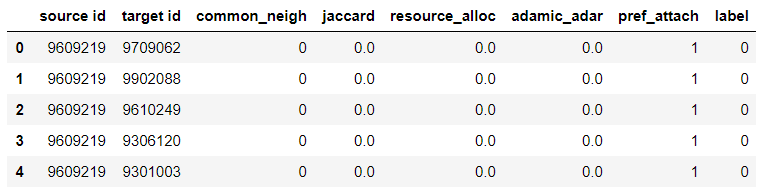 source id target id common_neigh jaccard resource_alloc adamic_adar pref_attach label
0 9609219 9709062 0 0.0 0.0 0.0 1 0
1 9609219 9902088 0 0.0 0.0 0.0 1 0
2 9609219 9610249 0 0.0 0.0 0.0 1 0
3 9609219 9306120 0 0.0 0.0 0.0 1 0
4 9609219 9301003 0 0.0 0.0 0.0 1 0